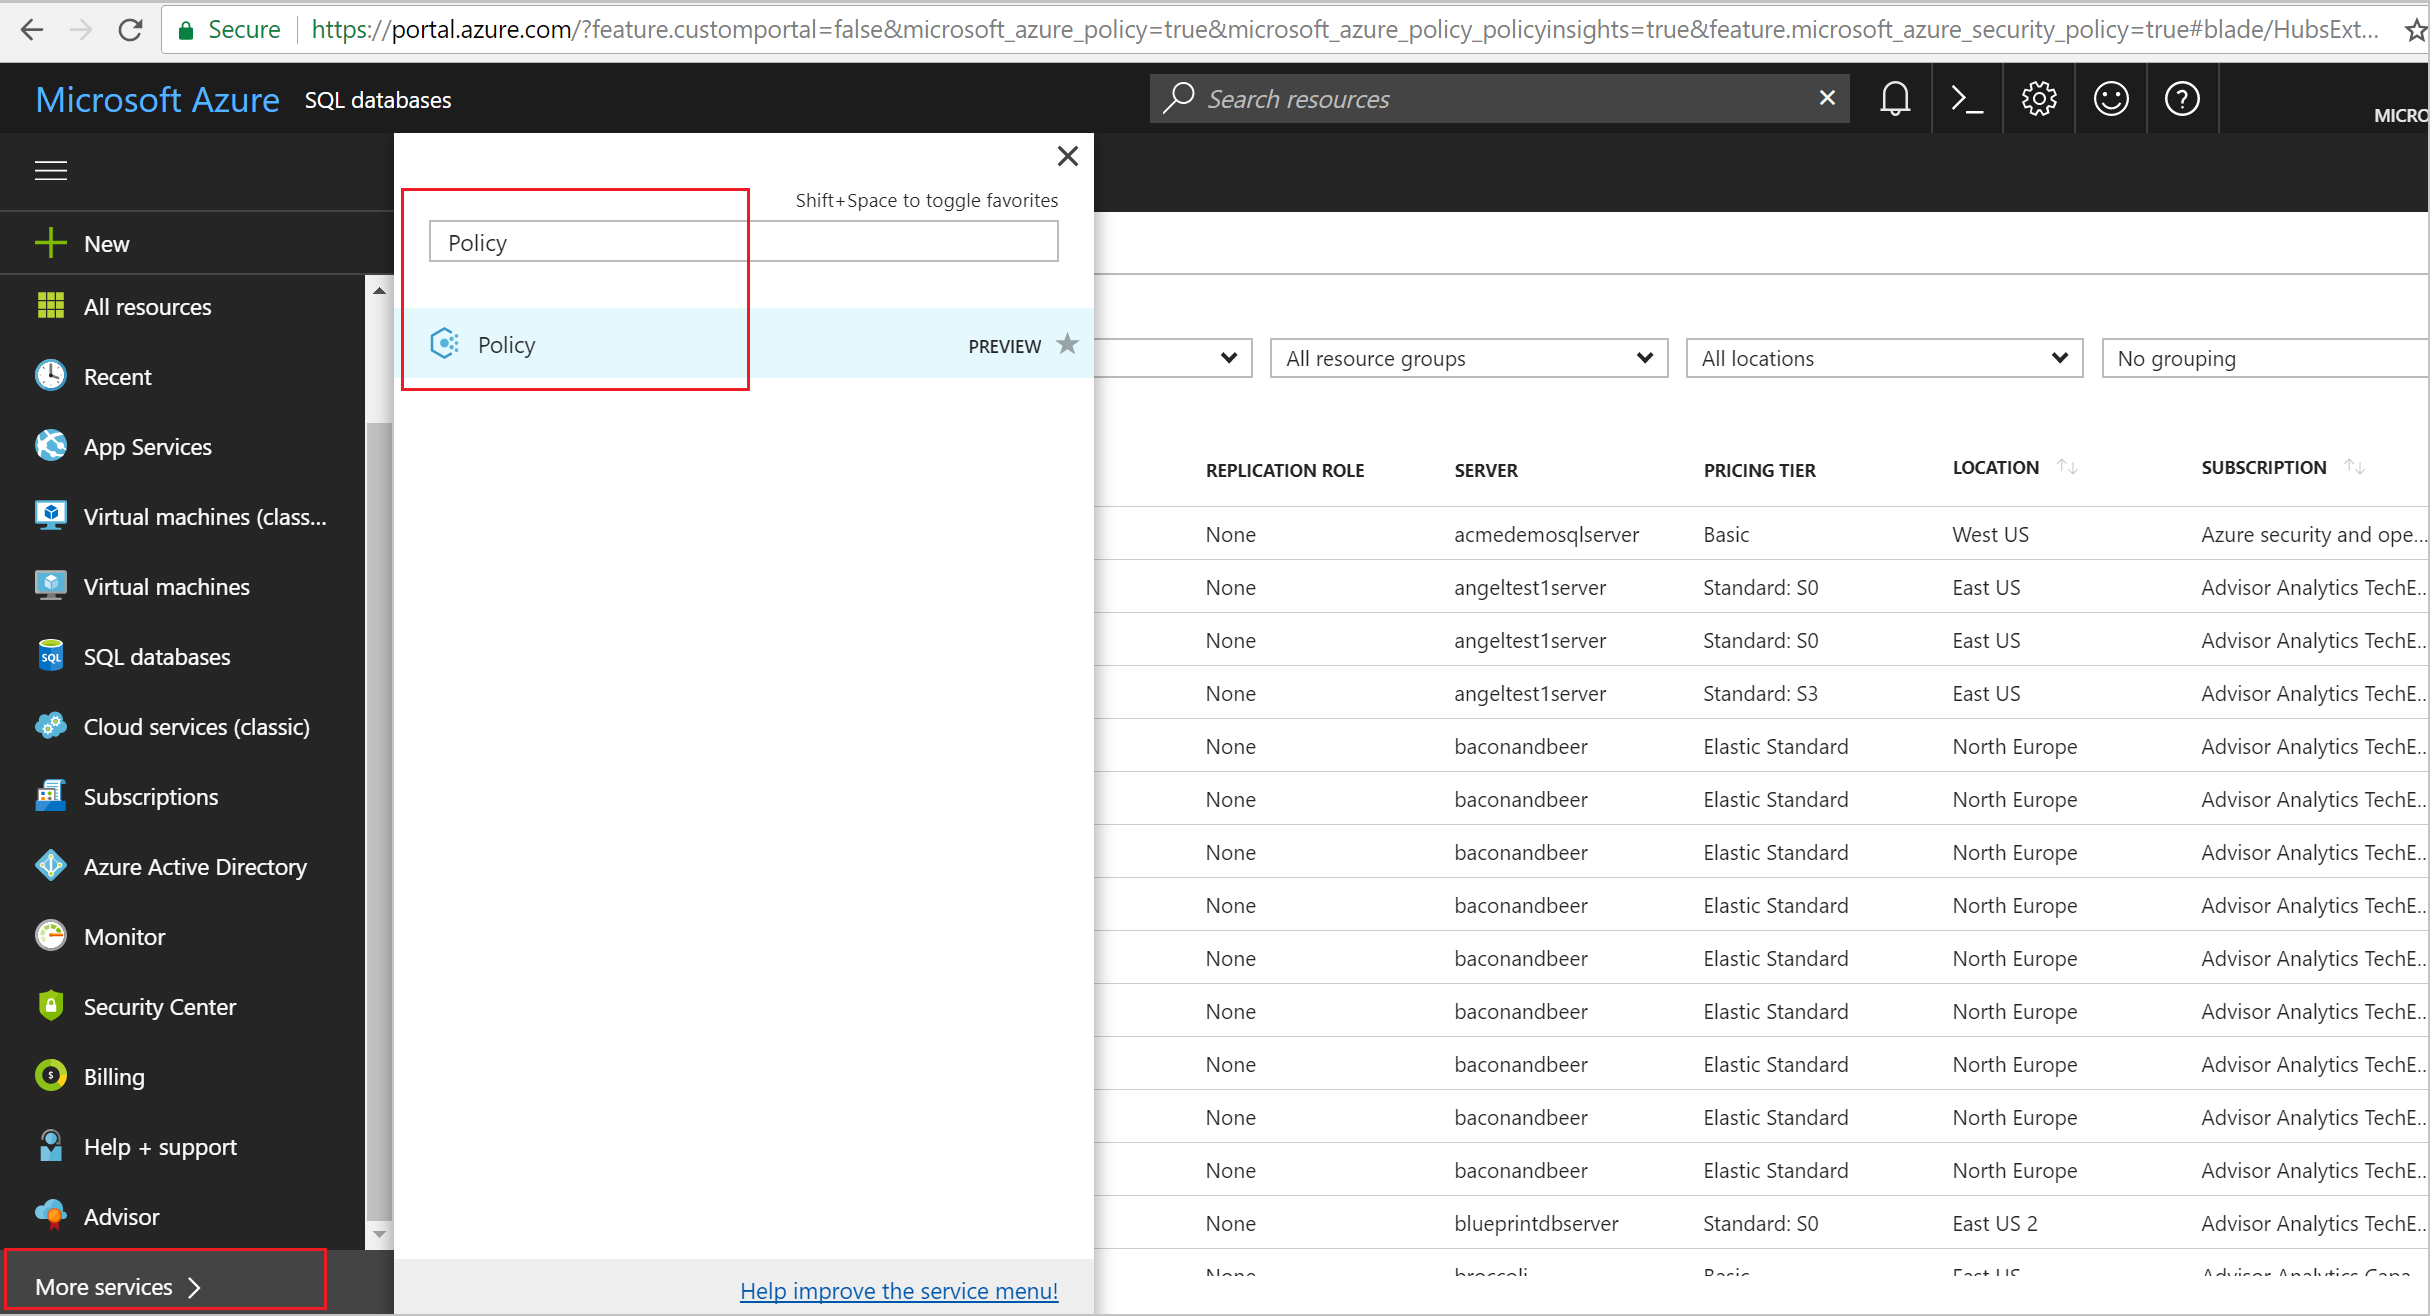 Secure https://portal.azure.com/?feature.customportal=false&microsoft_azure_policy=true&microsoft_azure_policy_policyinsights=true&feature.microsoft_azure_security_policy=true#blade/HubsExt...
Microsoft Azure SQL databases
Search resources
MICRO
Shift+Space to toggle favorites
Policy
Policy PREVIEW
New
All resources
Recent
App Services
Virtual machines (class...
Virtual machines
SQL databases
SQL
Cloud services (classic)
Subscriptions
Azure Active Directory
Monitor
Security Center
Billing
Help + support
Advisor
More services
Help improve the service menu!
All resource groups All locations No grouping
REPLICATION ROLE SERVER PRICING TIER LOCATION SUBSCRIPTION
None acmedemosqlserver Basic West US Azure security and ope...
None angeltest1server Standard: S0 East US Advisor Analytics TechE...
None angeltest1server Standard: S0 East US Advisor Analytics TechE...
None angeltest1server Standard: S3 East US Advisor Analytics TechE...
None baconandbeer Elastic Standard North Europe Advisor Analytics TechE...
None baconandbeer Elastic Standard North Europe Advisor Analytics TechE...
None baconandbeer Elastic Standard North Europe Advisor Analytics TechE...
None baconandbeer Elastic Standard North Europe Advisor Analytics TechE...
None baconandbeer Elastic Standard North Europe Advisor Analytics TechE...
None baconandbeer Elastic Standard North Europe Advisor Analytics TechE...
None baconandbeer Elastic Standard North Europe Advisor Analytics TechE...
None baconandbeer Elastic Standard North Europe Advisor Analytics TechE...
None baconandbeer Elastic Standard North Europe Advisor Analytics TechE...
None blueprintdbserver Standard: S0 East US 2 Advisor Analytics TechE...
None broccoli Basic East US Advisor Analytics Capa